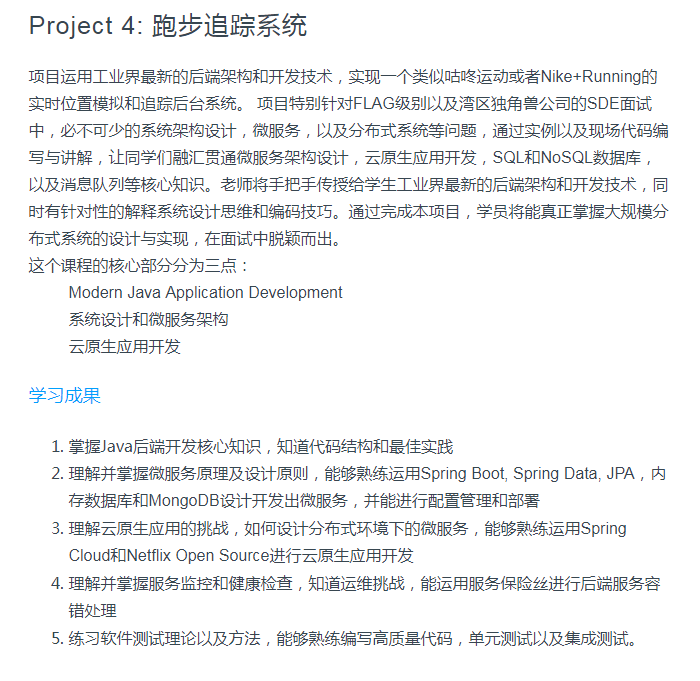 Project 4: 跑步追踪系统
项目运用工业界最新的后端架构和开发技术，实现一个类似咕咚运动或者Nike+Running的
实时位置模拟和追踪后台系统。 项目特别针对FLAG级别以及湾区独角兽公司的SDE面试
中，必不可少的系统架构设计，微服务，以及分布式系统等问题，通过实例以及现场代码编
写与讲解，让同学们融汇贯通微服务架构设计，云原生应用开发，SQL和NoSQL数据库，
以及消息队列等核心知识。老师将手把手传授给学生工业界最新的后端架构和开发技术，同
时有针对性的解释系统设计思维和编码技巧。通过完成本项目，学员将能真正掌握大规模分
布式系统的设计与实现，在面试中脱颖而出。
这个课程的核心部分分为三点：
Modern Java Application Development
系统设计和微服务架构
云原生应用开发
学习成果
1. 掌握Java后端开发核心知识，知道代码结构和最佳实践
2. 理解并掌握微服务原理及设计原则，能够熟练运用Spring Boot, Spring Data, JPA，内
存数据库和MongoDB设计开发出微服务，并能进行配置管理和部署
3. 理解云原生应用的挑战，如何设计分布式环境下的微服务，能够熟练运用Spring
Cloud和Netflix Open Source进行云原生应用开发
4. 理解并掌握服务监控和健康检查，知道运维挑战，能运用服务保险丝进行后端服务容
错处理
5. 练习软件测试理论以及方法，能够熟练编写高质量代码，单元测试以及集成测试。